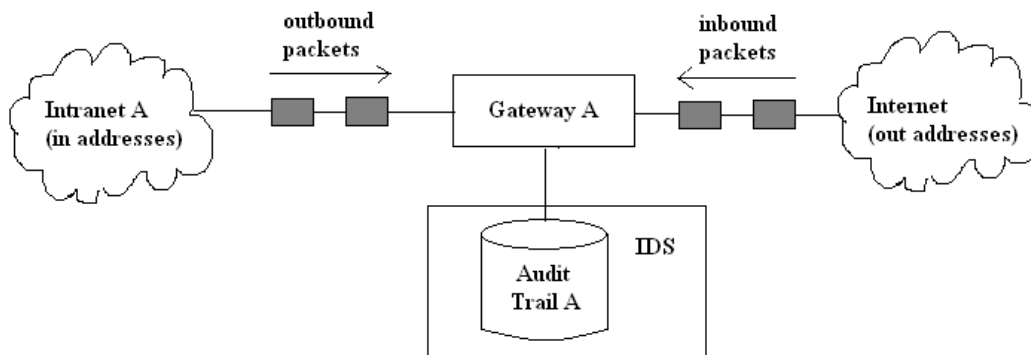 outbound
packets
inbound
packets
Intranet A
(in addresses)
Gateway A
Internet
(out addresses)
IDS
Audit
Trail A